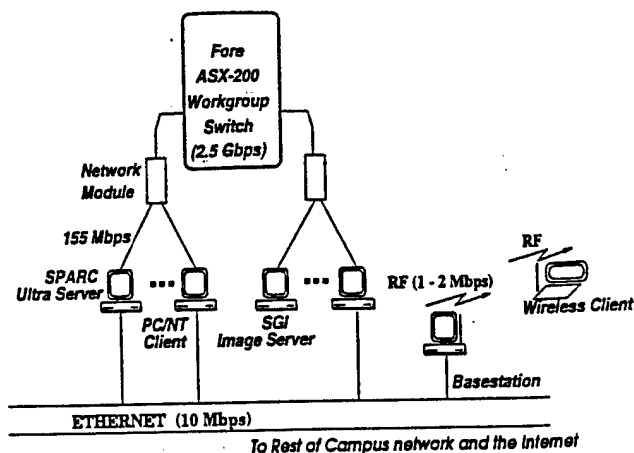 Fore
ASX-200
Workgroup
Switch
(2.5 Gbps)
Network
Module
155 Mbps
SPARC
Ultra Server
PC/NT
Client
SGI
Image Server
RF (1 - 2 Mbps)
RF
Wireless Client
Basestation
ETHERNET (10 Mbps)
To Rest of Campus network and the Internet